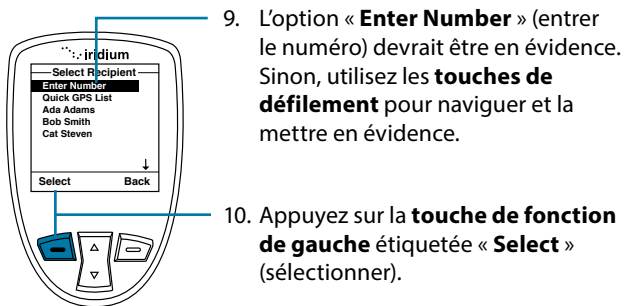 9. L'option « Enter Number » (entrer
le numéro) devrait être en évidence.
Sinon, utilisez les touches de
défilement pour naviguer et la
mettre en évidence.
iridium
Select Recipient
Enter Number
Quick GPS List
Ada Adams
Bob Smith
Cat Steven
Select Back
10. Appuyez sur la touche de fonction
de gauche étiquetée « Select »
(sélectionner).